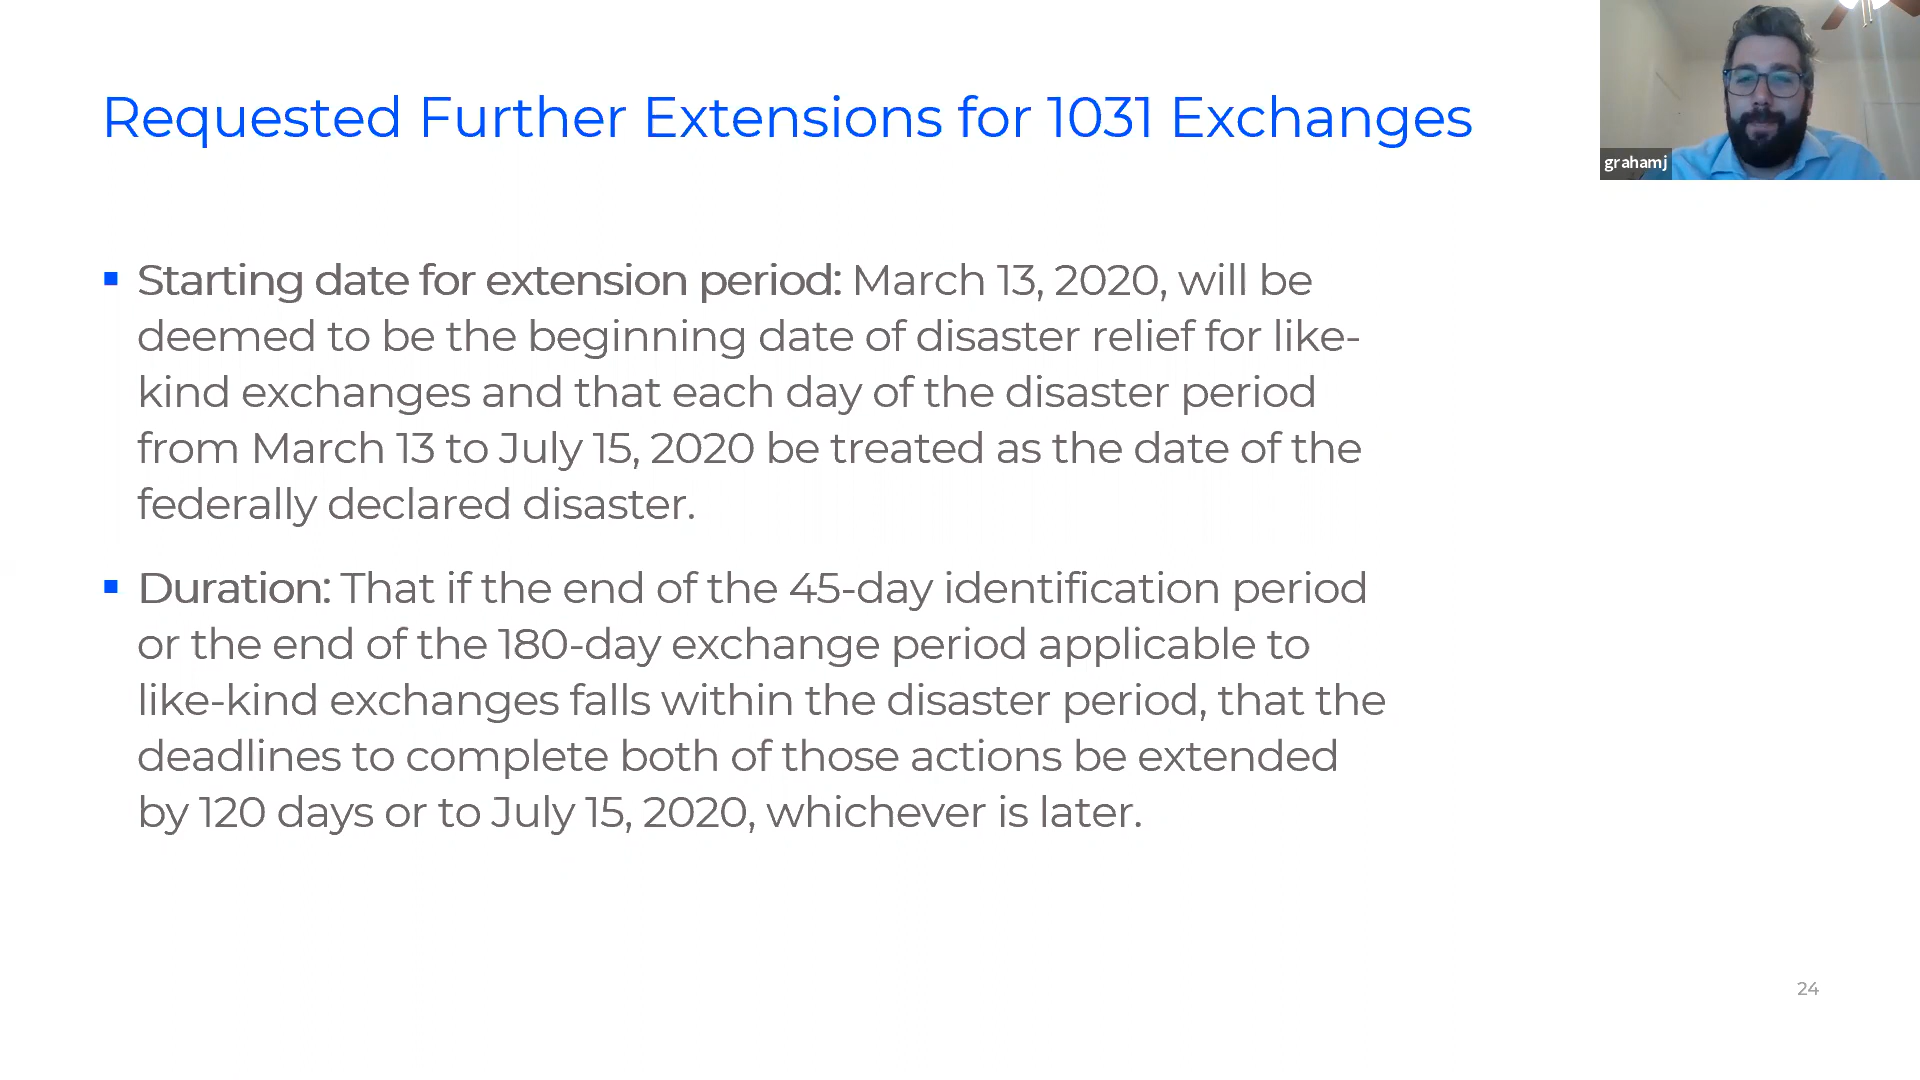 Requested Further Extensions for 1031 Exchanges
grahamj
Starting date for extension period: March 13, 2020, will be
deemed to be the beginning date of disaster relief for like-
kind exchanges and that each day of the disaster period
from March 13 to July 15, 2020 be treated as the date of the
federally declared disaster.
Duration: That if the end of the 45-day identification period
or the end of the 180-day exchange period applicable to
like-kind exchanges falls within the disaster period, that the
deadlines to complete both of those actions be extended
by 120 days or to July 15, 2020, whichever is later.
24